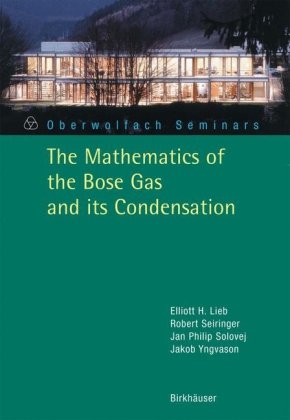 Oberwolfach Seminars
The Mathematics of
the Bose Gas
and its Condensation
Elliott H. Lieb
Robert Seiringer
Jan Philip Solovej
Jakob Yngvason
Birkhäuser